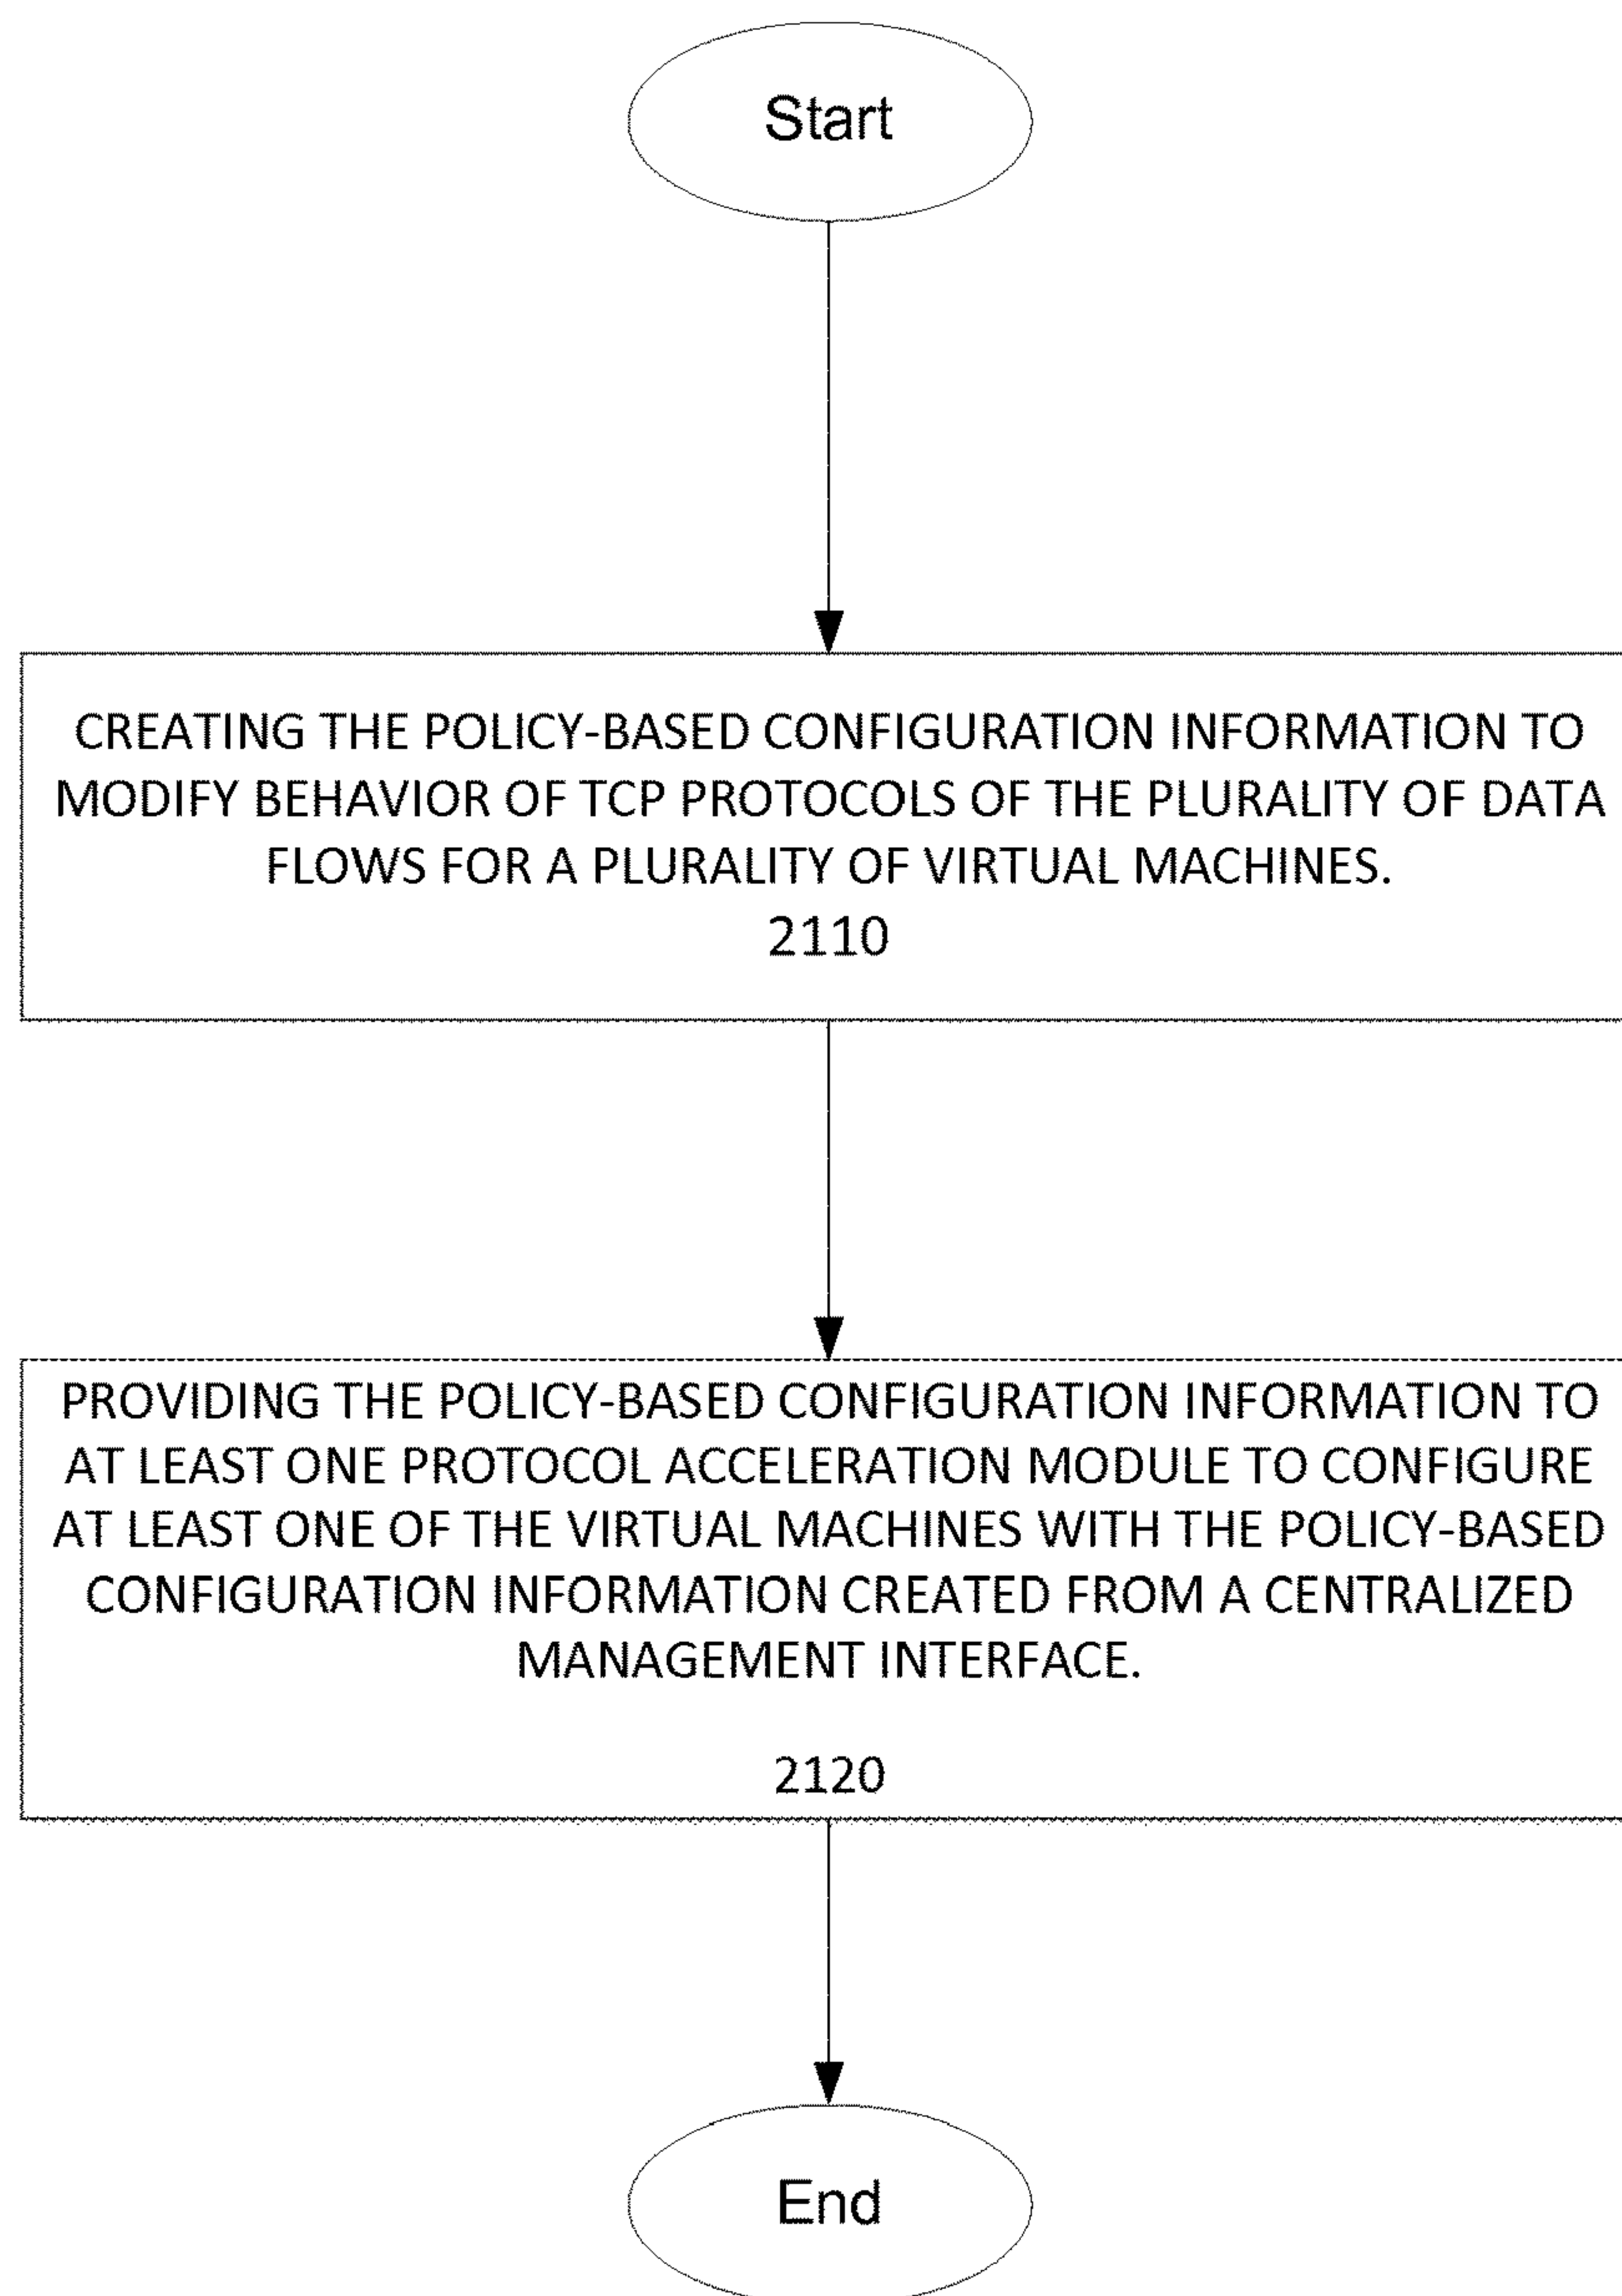 Start
CREATING THE POLICY-BASED CONFIGURATION INFORMATION TO
MODIFY BEHAVIOR OF TCP PROTOCOLS OF THE PLURALITY OF DATA
FLOWS FOR A PLURALITY OF VIRTUAL MACHINES.
2110
PROVIDING THE POLICY-BASED CONFIGURATION INFORMATION TO
AT LEAST ONE PROTOCOL ACCELERATION MODULE TO CONFIGURE
AT LEAST ONE OF THE VIRTUAL MACHINES WITH THE POLICY-BASED
CONFIGURATION INFORMATION CREATED FROM A CENTRALIZED
MANAGEMENT INTERFACE.
2120
End